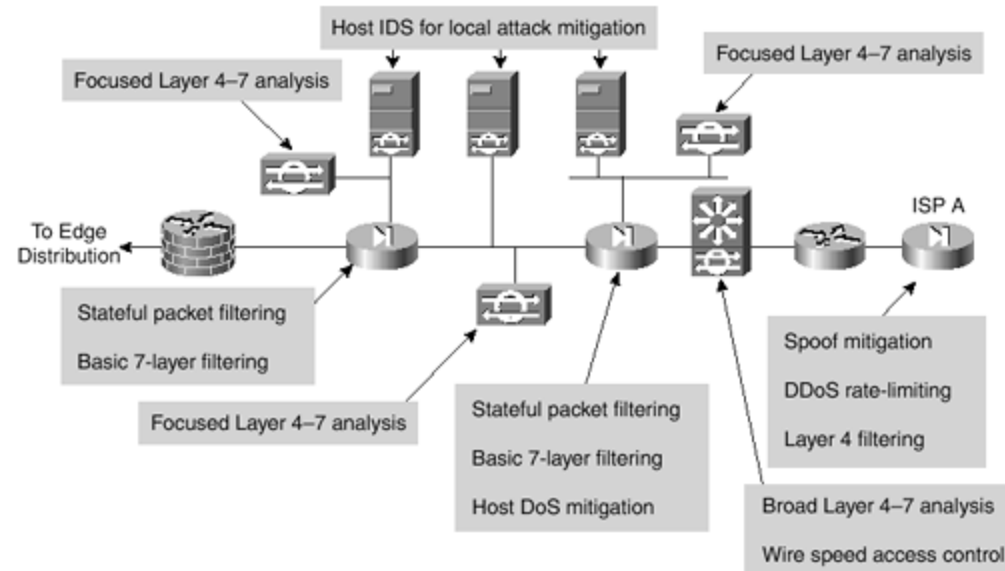 Host IDS for local attack mitigation
Focused Layer 4–7 analysis
Focused Layer 4–7 analysis
ISP A
To Edge
Distribution
Stateful packet filtering
Basic 7-layer filtering
Focused Layer 4–7 analysis
Stateful packet filtering
Basic 7-layer filtering
Host DoS mitigation
Spoof mitigation
DDoS rate-limiting
Layer 4 filtering
Broad Layer 4–7 analysis
Wire speed access control